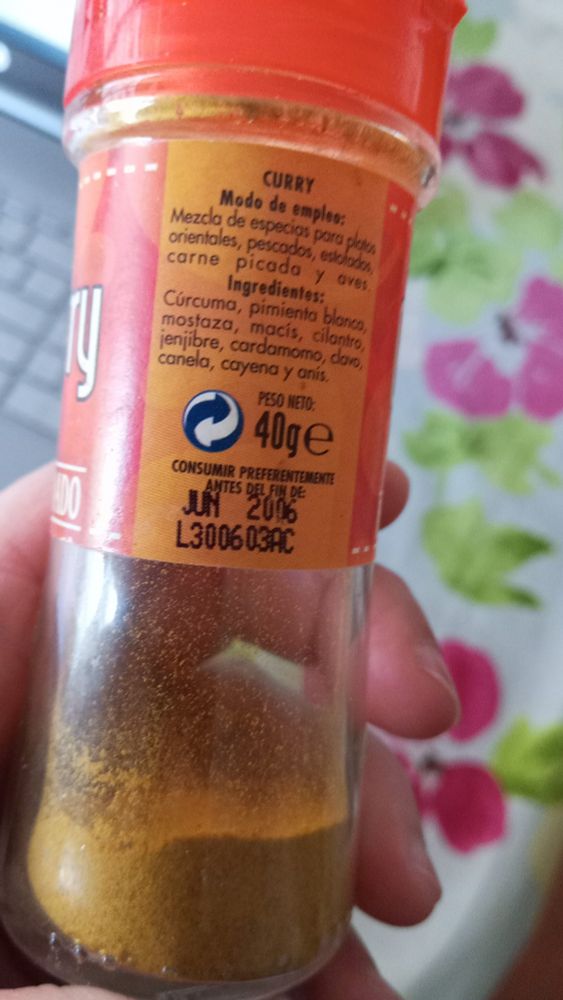 CURRY
Modo de empleo:
Mezcla de especias para platos
orientales, pescados, estofados,
carne picada y aves.
Ingredientes:
Cúrcuma, pimienta blanca,
mostaza, macís, cilantro,
jenjibre, cardamomo, clavo,
canela, cayena y anís.
PESO NETO:
40g e
CONSUMIR PREFERENTEMENTE
ANTES DEL FIN DE:
JUN 2006
L300603AC